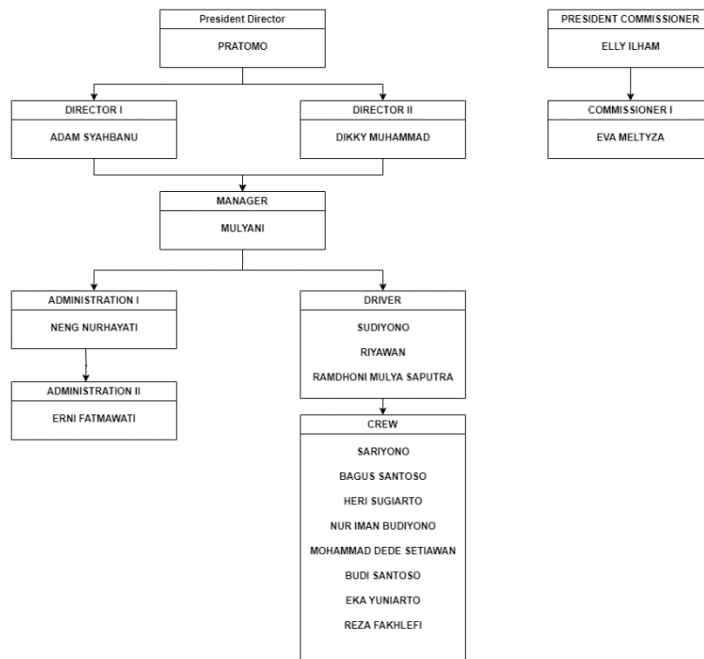 President Director
PRATOMO
PRESIDENT COMMISSIONER
ELLY ILHAM
DIRECTOR I
ADAM SYAHBANU
DIRECTOR II
DIKKY MUHAMMAD
COMMISSIONER I
EVA MELTYZA
MANAGER
MULYANI
ADMINISTRATION I
NENG NURHAYATI
DRIVER
SUDIYONO
RIYAWAN
RAMDHONI MULYA SAPUTRA
ADMINISTRATION II
ERNI FATMAWATI
CREW
SARIYONO
BAGUS SANTOSO
HERI SUGIARTO
NUR IMAN BUDIYONO
MOHAMMAD DEDE SETIAWAN
BUDI SANTOSO
EKA YUNIARTO
REZA FAKHLEFI